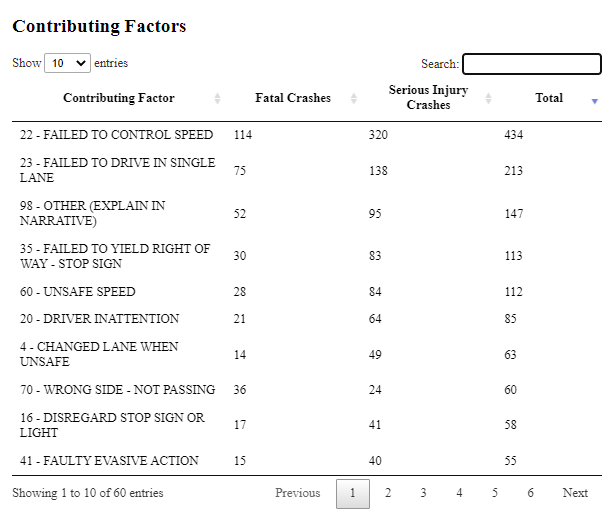 Contributing Factors
Show 10 entries Search:
Contributing Factor Fatal Crashes Serious Injury Crashes Total
22 - FAILED TO CONTROL SPEED 114 320 434
23 - FAILED TO DRIVE IN SINGLE
LANE 75 138 213
98 - OTHER (EXPLAIN IN
NARRATIVE) 52 95 147
35 - FAILED TO YIELD RIGHT OF
WAY - STOP SIGN 30 83 113
60 - UNSAFE SPEED 28 84 112
20 - DRIVER INATTENTION 21 64 85
4 - CHANGED LANE WHEN
UNSAFE 14 49 63
70 - WRONG SIDE - NOT PASSING 36 24 60
16 - DISREGARD STOP SIGN OR
LIGHT 17 41 58
41 - FAULTY EVASIVE ACTION 15 40 55
Showing 1 to 10 of 60 entries Previous 1 2 3 4 5 6 Next